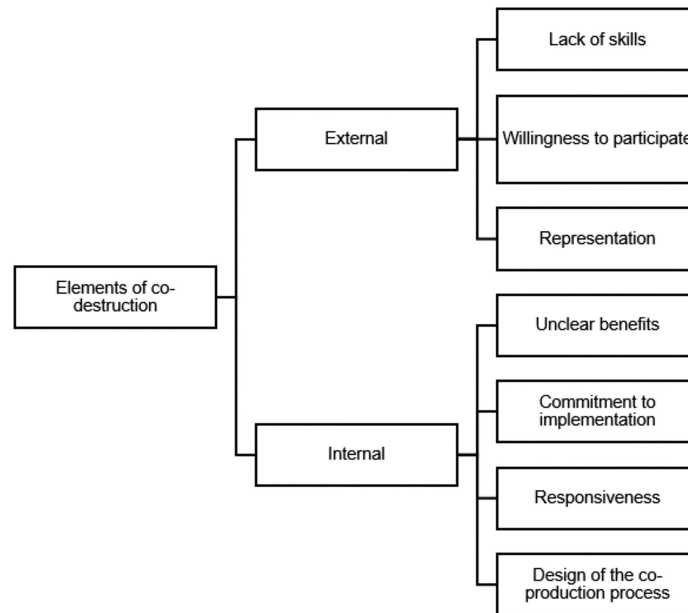 Lack of skills
External
Willingness to participate
Representation
Elements of co-
destruction
Unclear benefits
Commitment to
implementation
Internal
Responsiveness
Design of the co-
production process